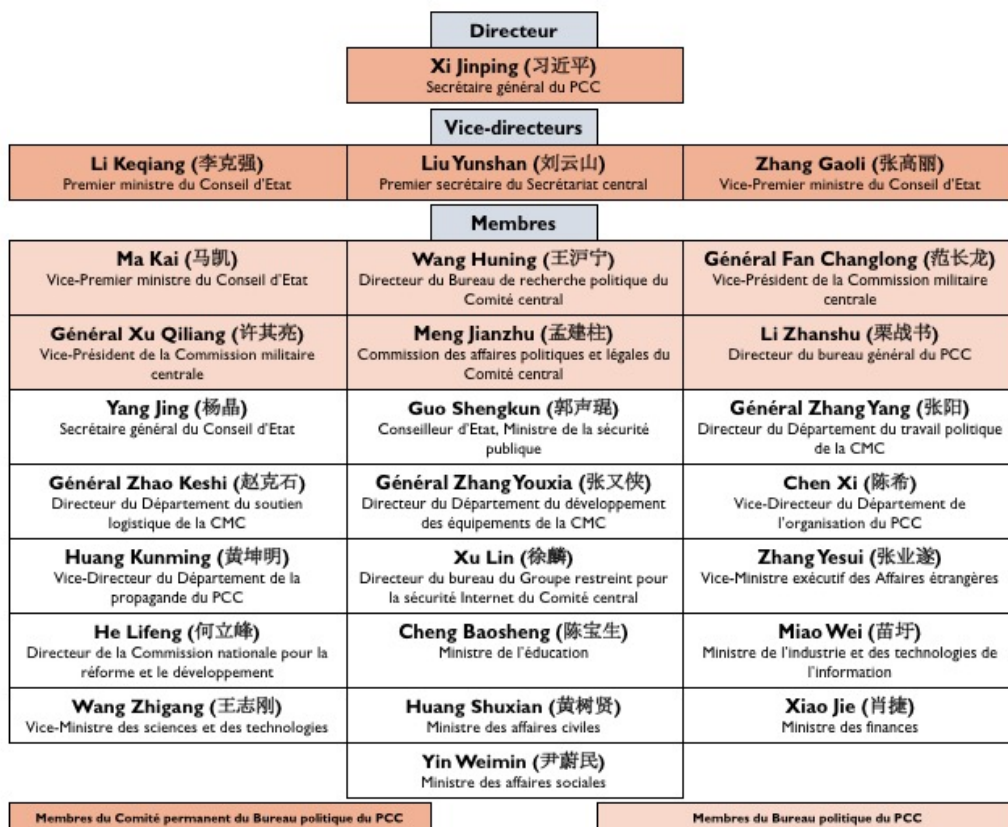 Directeur
Xi Jinping (习近平)
Secrétaire général du PCC
Vice-directeurs
Li Keqiang (李克强)
Premier ministre du Conseil d'Etat
Liu Yunshan (刘云山)
Premier secrétaire du Secrétariat central
Zhang Gaoli (张高丽)
Vice-Premier ministre du Conseil d'Etat
Membres
Ma Kai (马凯)
Vice-Premier ministre du Conseil d'Etat
Wang Huning (王沪宁)
Directeur du Bureau de recherche politique du
Comité central
Général Fan Changlong (范长龙)
Vice-Président de la Commission militaire
centrale
Général Xu Qiliang (许其亮)
Vice-Président de la Commission militaire
centrale
Meng Jianzhu (孟建柱)
Commission des affaires politiques et légales du
Comité central
Li Zhanshu (栗战书)
Directeur du bureau général du PCC
Yang Jing (杨晶)
Secrétaire général du Conseil d'Etat
Guo Shengkun (郭声琨)
Conseilleur d'Etat, Ministre de la sécurité
publique
Général Zhang Yang (张阳)
Directeur du Département du travail politique
de la CMC
Général Zhao Keshi (赵克石)
Directeur du Département du soutien
logistique de la CMC
Général Zhang Youxia (张又侠)
Directeur du Département du développement
des équipements de la CMC
Chen Xi (陈希)
Vice-Directeur du Département de
l'organisation du PCC
Huang Kunming (黄坤明)
Vice-Directeur du Département de la
propagande du PCC
Xu Lin (徐麟)
Directeur du bureau du Groupe restreint pour
la sécurité Internet du Comité central
Zhang Yesui (张业遂)
Vice-Ministre exécutif des Affaires étrangères
He Lifeng (何立峰)
Directeur de la Commission nationale pour la
réforme et le développement
Cheng Baosheng (陈宝生)
Ministre de l'éducation
Miao Wei (苗圩)
Ministre de l'industrie et des technologies de
l'information
Wang Zhigang (王志刚)
Vice-Ministre des sciences et des technologies
Huang Shuxian (黄树贤)
Ministre des affaires civiles
Xiao Jie (肖捷)
Ministre des finances
Yin Weimin (尹蔚民)
Ministre des affaires sociales
Membres du Comité permanent du Bureau politique du PCC
Membres du Bureau politique du PCC